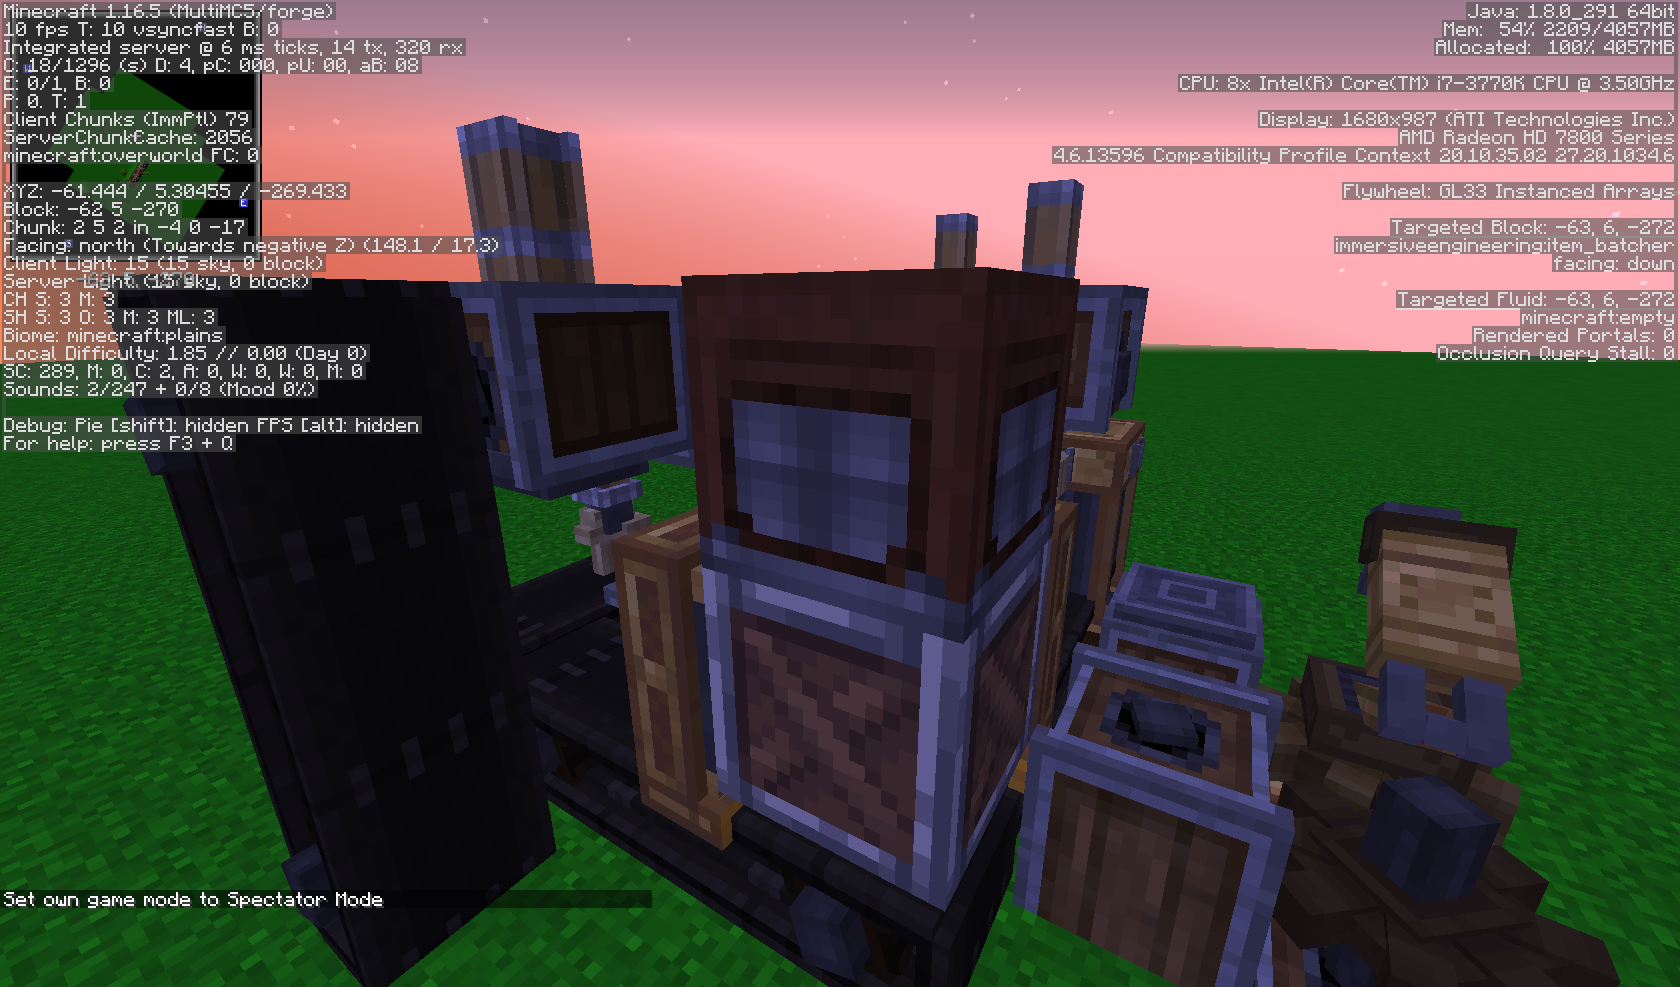 Minecraft 1.16.5 (MultiMC5/forge)
10 fps T: 10 vsyncfast B: 0
Integrated server @ 6 ms ticks, 14 tx, 320 rx
C: 18/1296 (s) D: 4, pC: 000, pU: 00, aB: 08
E: 0/1, B: 0
P: 0. T: 1
Client Chunks (ImmPtl) 79
ServerChunkCache: 2056
minecraft:overworld FC: 0
XYZ: -61.444 / 5.30455 / -269.433
Block: -62 5 -270
Chunk: 2 5 2 in -4 0 -17
Facing: north (Towards negative Z) (148.1 / 17.3)
Client Light: 15 (15 sky, 0 block)
Server Light: (15 sky, 0 block)
CH S: 3 M: 3
SH S: 3 O: 3 M: 3 ML: 3
Biome: minecraft:plains
Local Difficulty: 1.85 // 0.00 (Day 0)
SC: 289, M: 0, C: 2, A: 0, W: 0, W: 0, M: 0
Sounds: 2/247 + 0/8 (Mood 0%)
Debug: Pie [shift]: hidden FPS [alt]: hidden
For help: press F3 + Q
Java: 1.8.0_291 64bit
Mem: 54% 2209/4057MB
Allocated: 100% 4057MB
CPU: 8x Intel(R) Core(TM) i7-3770K CPU @ 3.50GHz
Display: 1680x987 (ATI Technologies Inc.)
AMD Radeon HD 7800 Series
4.6.13596 Compatibility Profile Context 20.10.35.02 27.20.1034.6
Flywheel: GL33 Instanced Arrays
Targeted Block: -63, 6, -272
immersiveengineering:item_batcher
facing: down
Targeted Fluid: -63, 6, -272
minecraft:empty
Rendered Portals: 0
Occlusion Query Stall: 0
Set own game mode to Spectator Mode